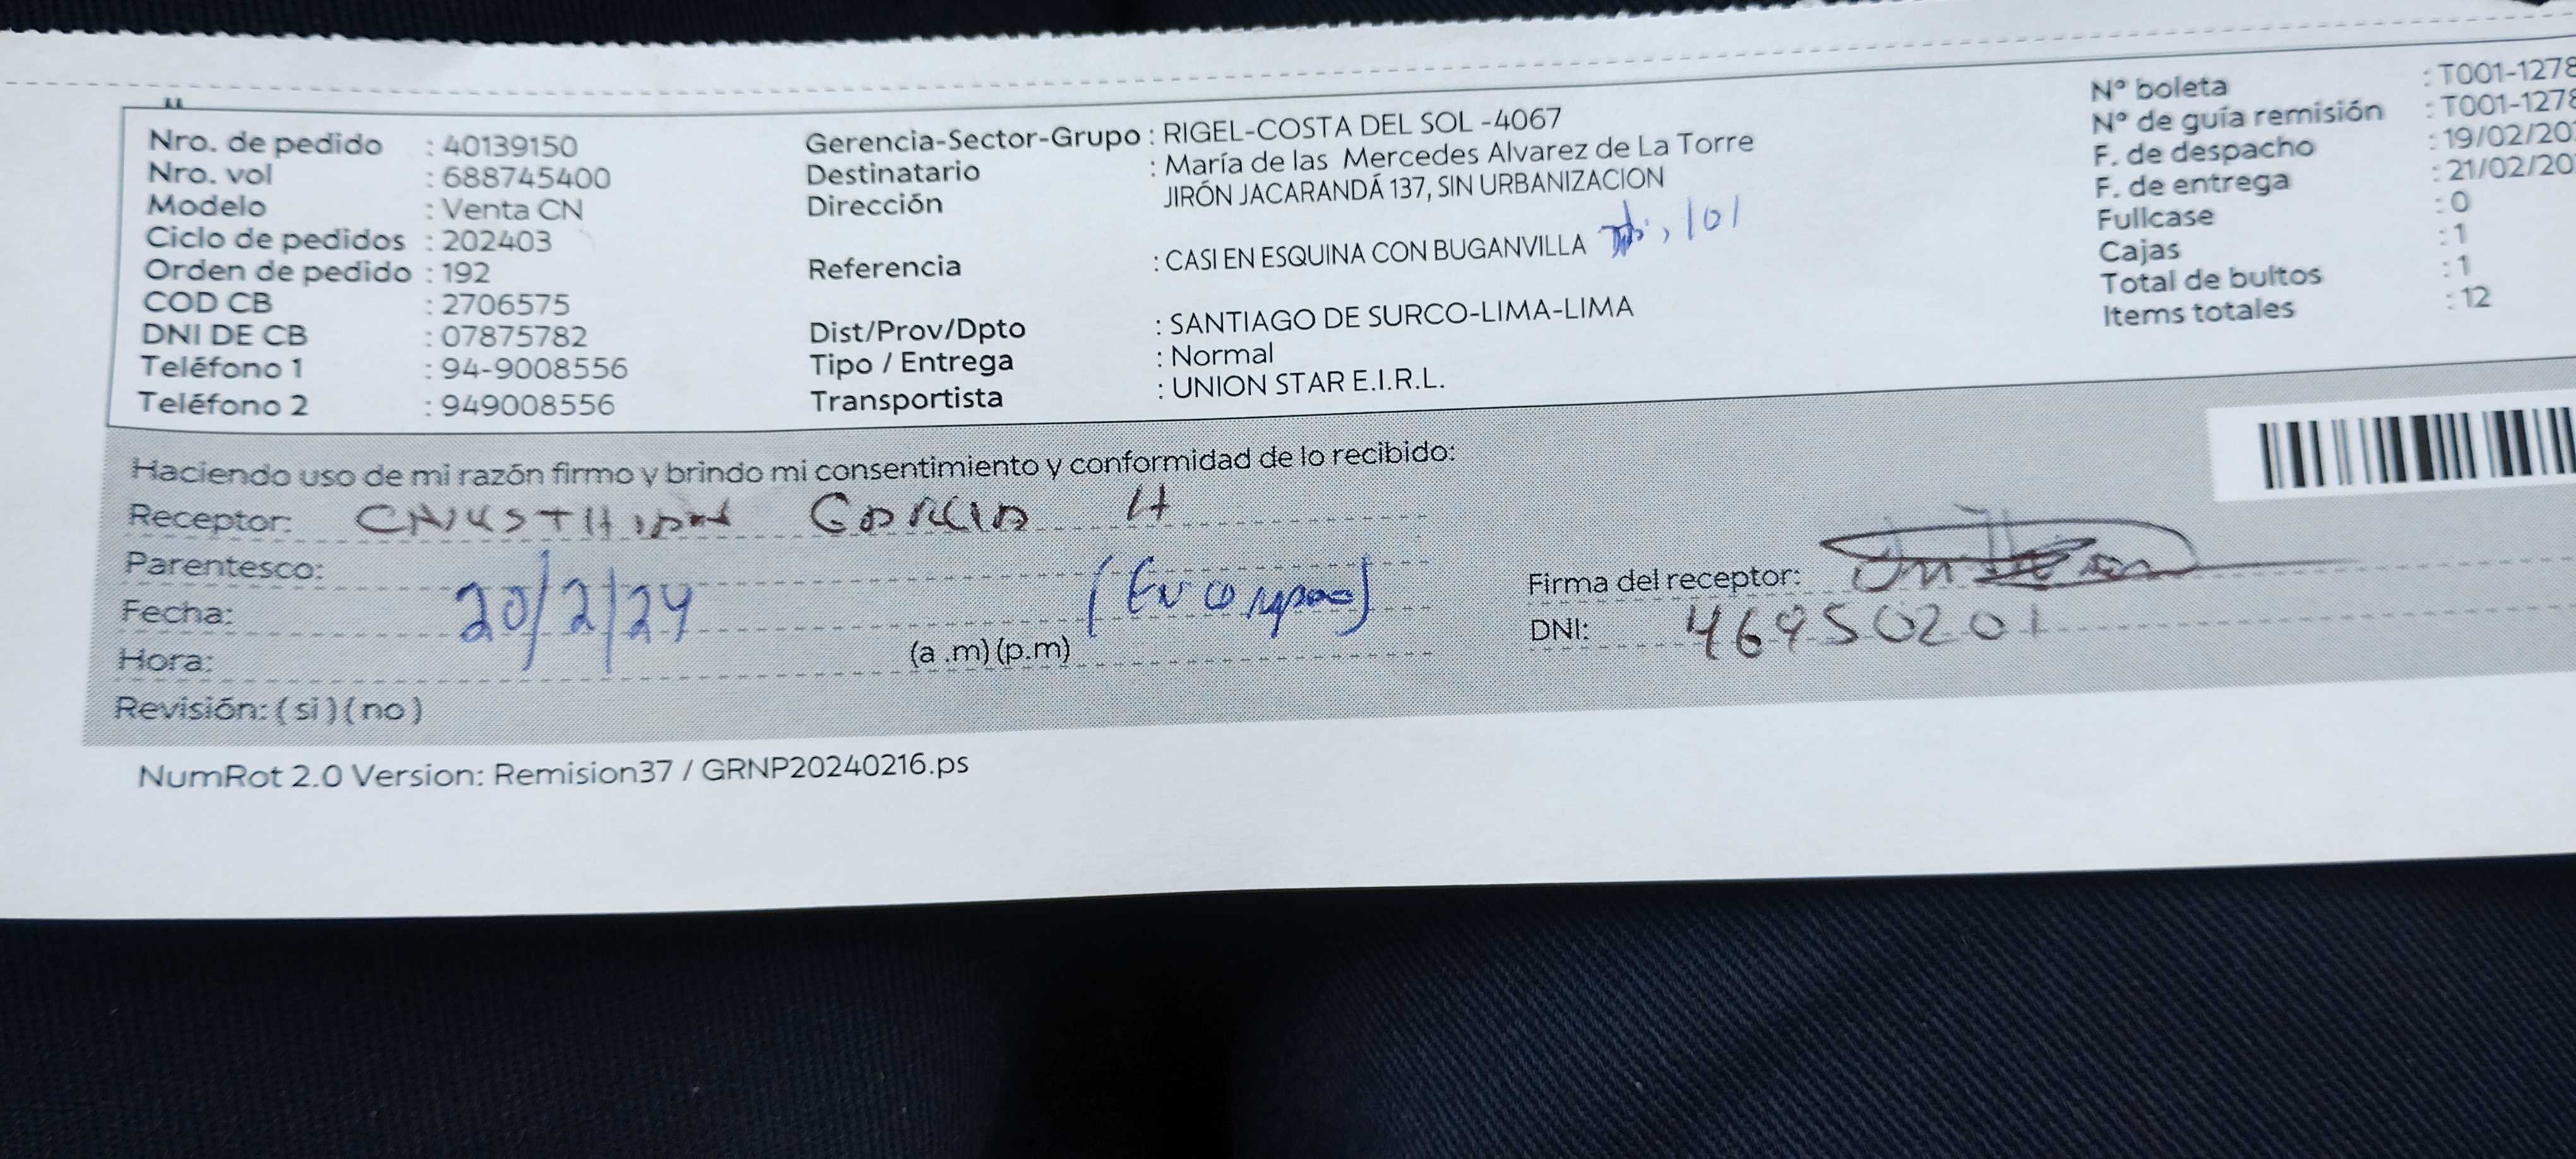 Nro. de pedido : 40139150
Nro. vol : 688745400
Modelo : Venta CN
Ciclo de pedidos : 202403
Orden de pedido : 192
COD CB : 2706575
DNI DE CB : 07875782
Teléfono 1 : 94-9008556
Teléfono 2 : 949008556
Gerencia-Sector-Grupo : RIGEL-COSTA DEL SOL -4067
Destinatario : María de las Mercedes Alvarez de La Torre
Dirección JIRÓN JACARANDÁ 137, SIN URBANIZACION
Referencia : CASI EN ESQUINA CON BUGANVILLA 101
Dist/Prov/Dpto : SANTIAGO DE SURCO-LIMA-LIMA
Tipo / Entrega : Normal
Transportista : UNION STAR E.I.R.L.
N° boleta : T001-1278
N° de guía remisión : T001-1278
F. de despacho : 19/02/20
F. de entrega : 21/02/20
Fullcase : 0
Cajas : 1
Total de bultos : 1
Items totales : 12
Haciendo uso de mi razón firmo y brindo mi consentimiento y conformidad de lo recibido:
Receptor: GARCIA H
Parentesco:
Fecha: 20/2/24
Hora: (a .m) (p.m)
Revisión: ( si ) ( no )
Firma del receptor:
DNI: 46950201
NumRot 2.0 Version: Remision37 / GRNP20240216.ps